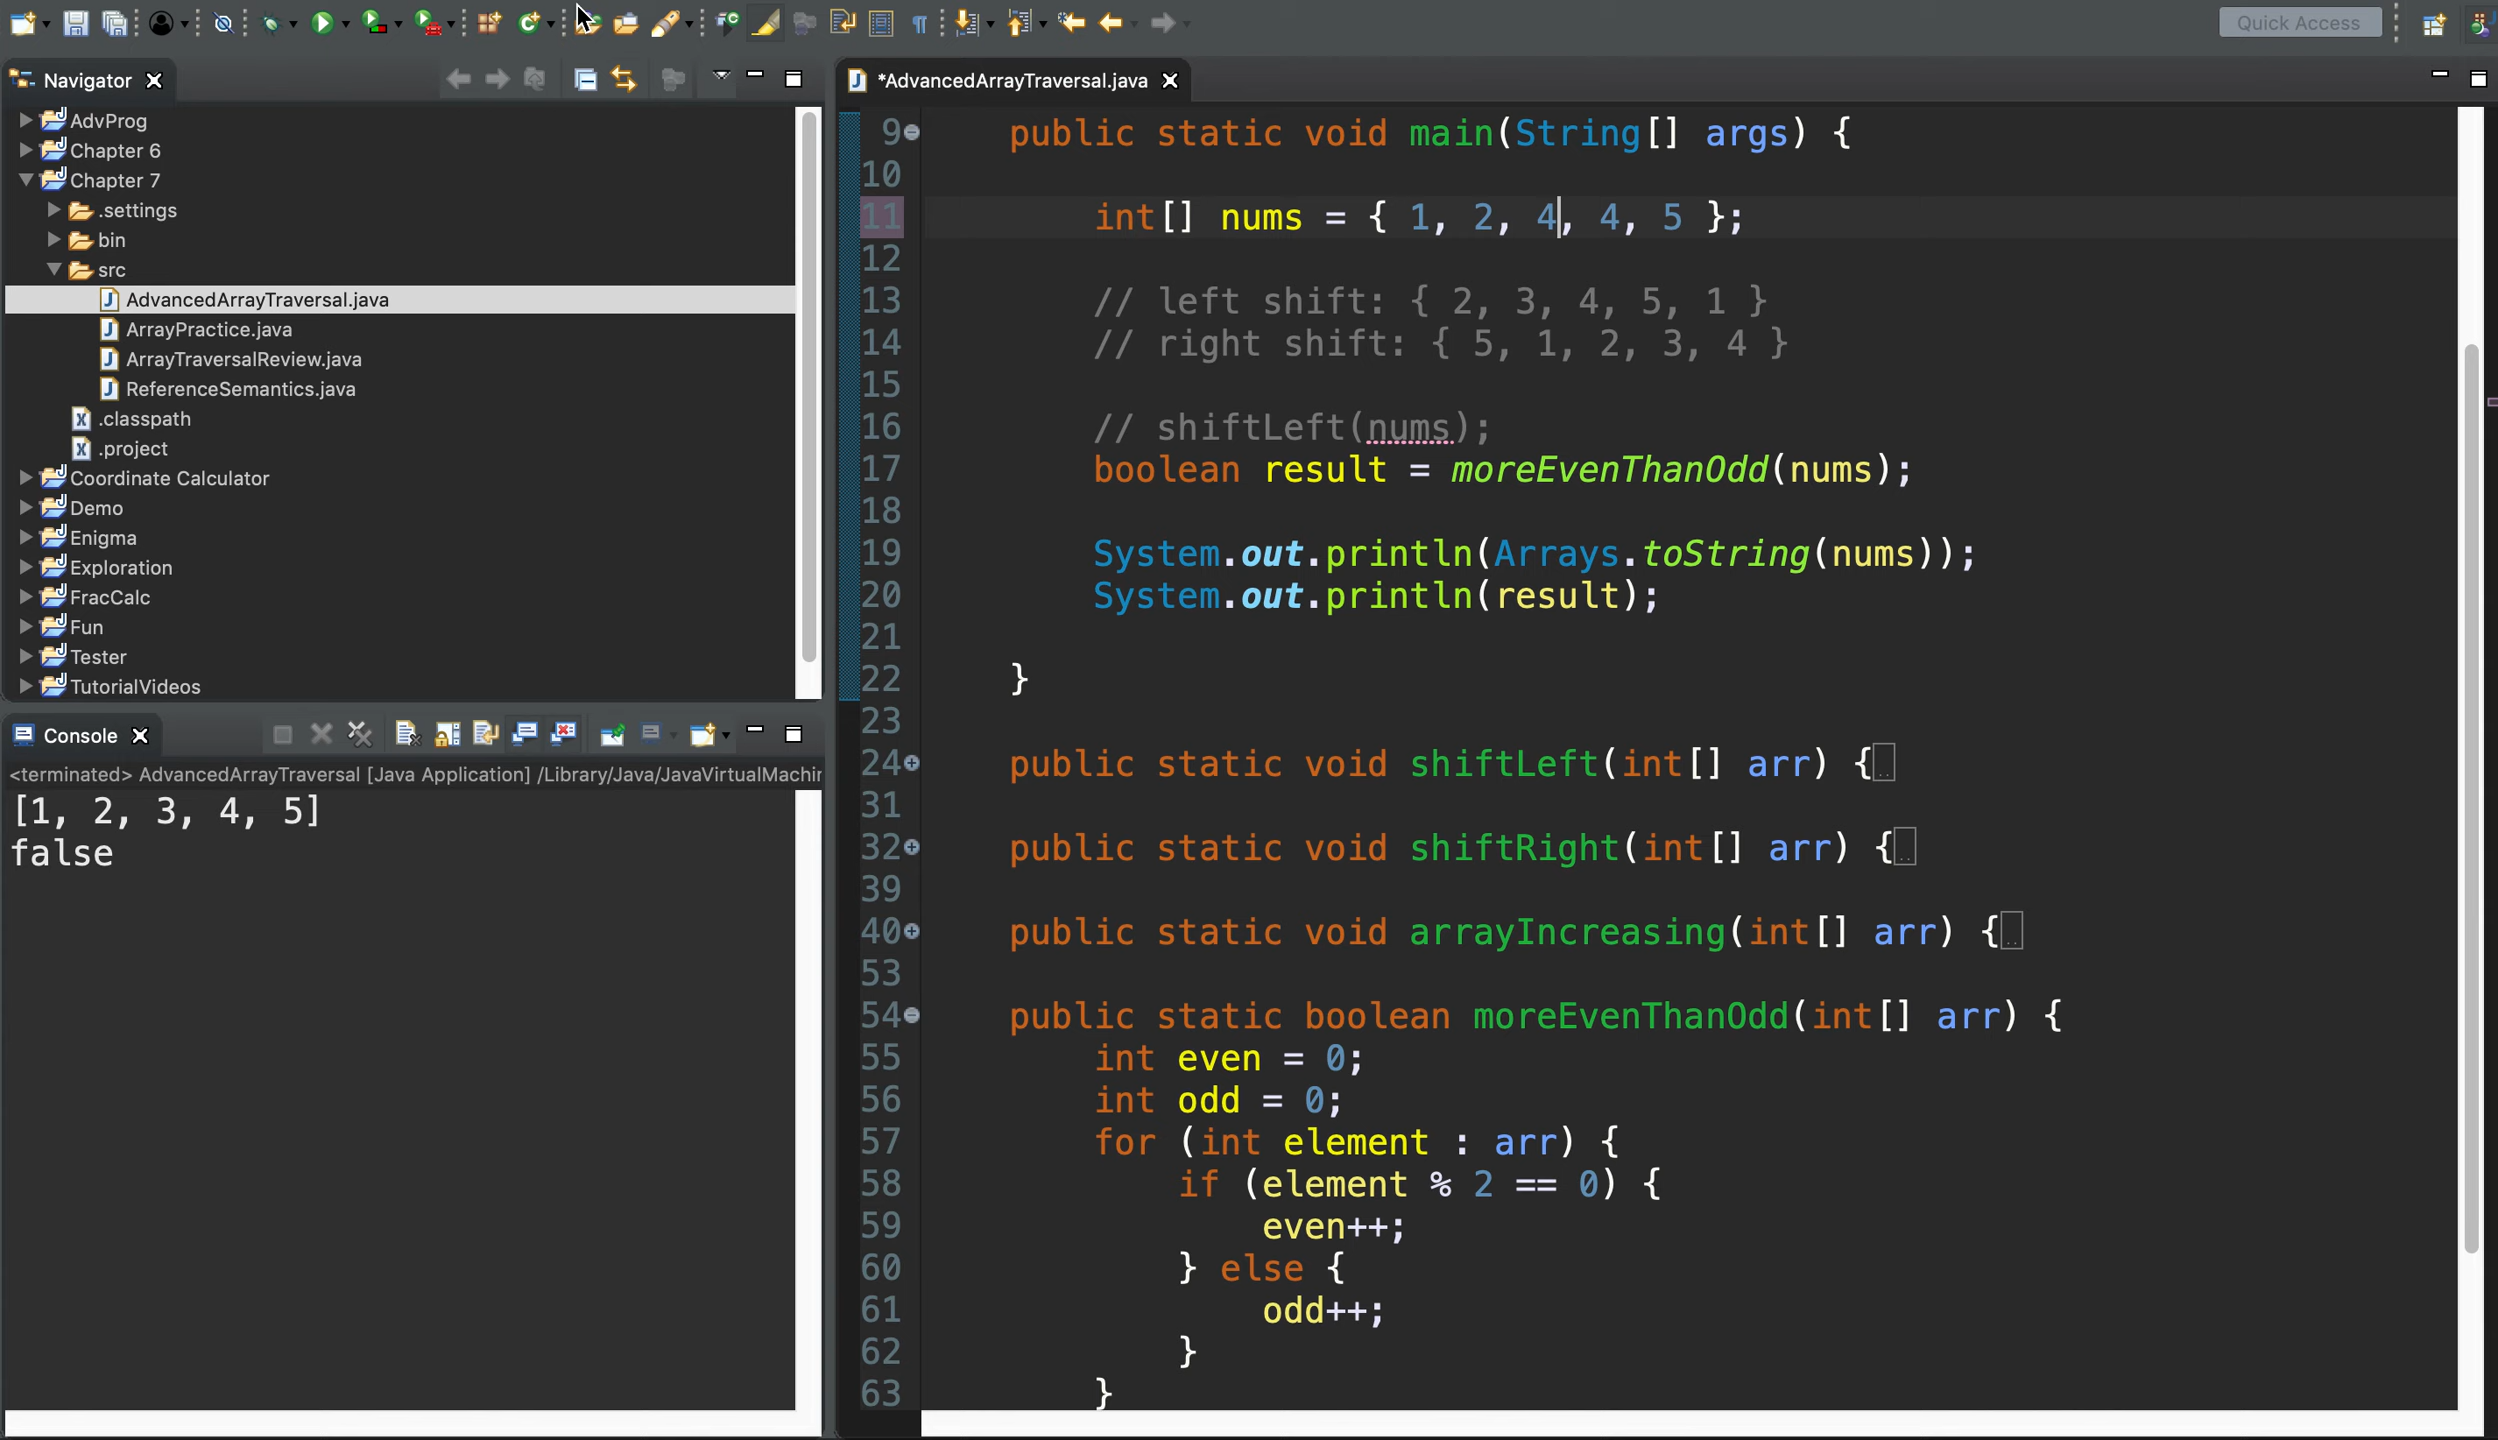 Quick Access
Navigator
AdvProg
Chapter 6
Chapter 7
.settings
bin
src
AdvancedArrayTraversal.java
ArrayPractice.java
ArrayTraversalReview.java
ReferenceSemantics.java
.classpath
.project
Coordinate Calculator
Demo
Enigma
Exploration
FracCalc
Fun
Tester
TutorialVideos
Console
<terminated> AdvancedArrayTraversal [Java Application] /Library/Java/JavaVirtualMachin
[1, 2, 3, 4, 5]
false
*AdvancedArrayTraversal.java
9 public static void main(String[] args) {
10
11 int[] nums = { 1, 2, 4, 4, 5 };
12
13 // left shift: { 2, 3, 4, 5, 1 }
14 // right shift: { 5, 1, 2, 3, 4 }
15
16 // shiftLeft(nums);
17 boolean result = moreEvenThanOdd(nums);
18
19 System.out.println(Arrays.toString(nums));
20 System.out.println(result);
21
22 }
23
24 public static void shiftLeft(int[] arr) {
31
32 public static void shiftRight(int[] arr) {
39
40 public static void arrayIncreasing(int[] arr) {
53
54 public static boolean moreEvenThanOdd(int[] arr) {
55 int even = 0;
56 int odd = 0;
57 for (int element : arr) {
58 if (element % 2 == 0) {
59 even++;
60 } else {
61 odd++;
62 }
63 }